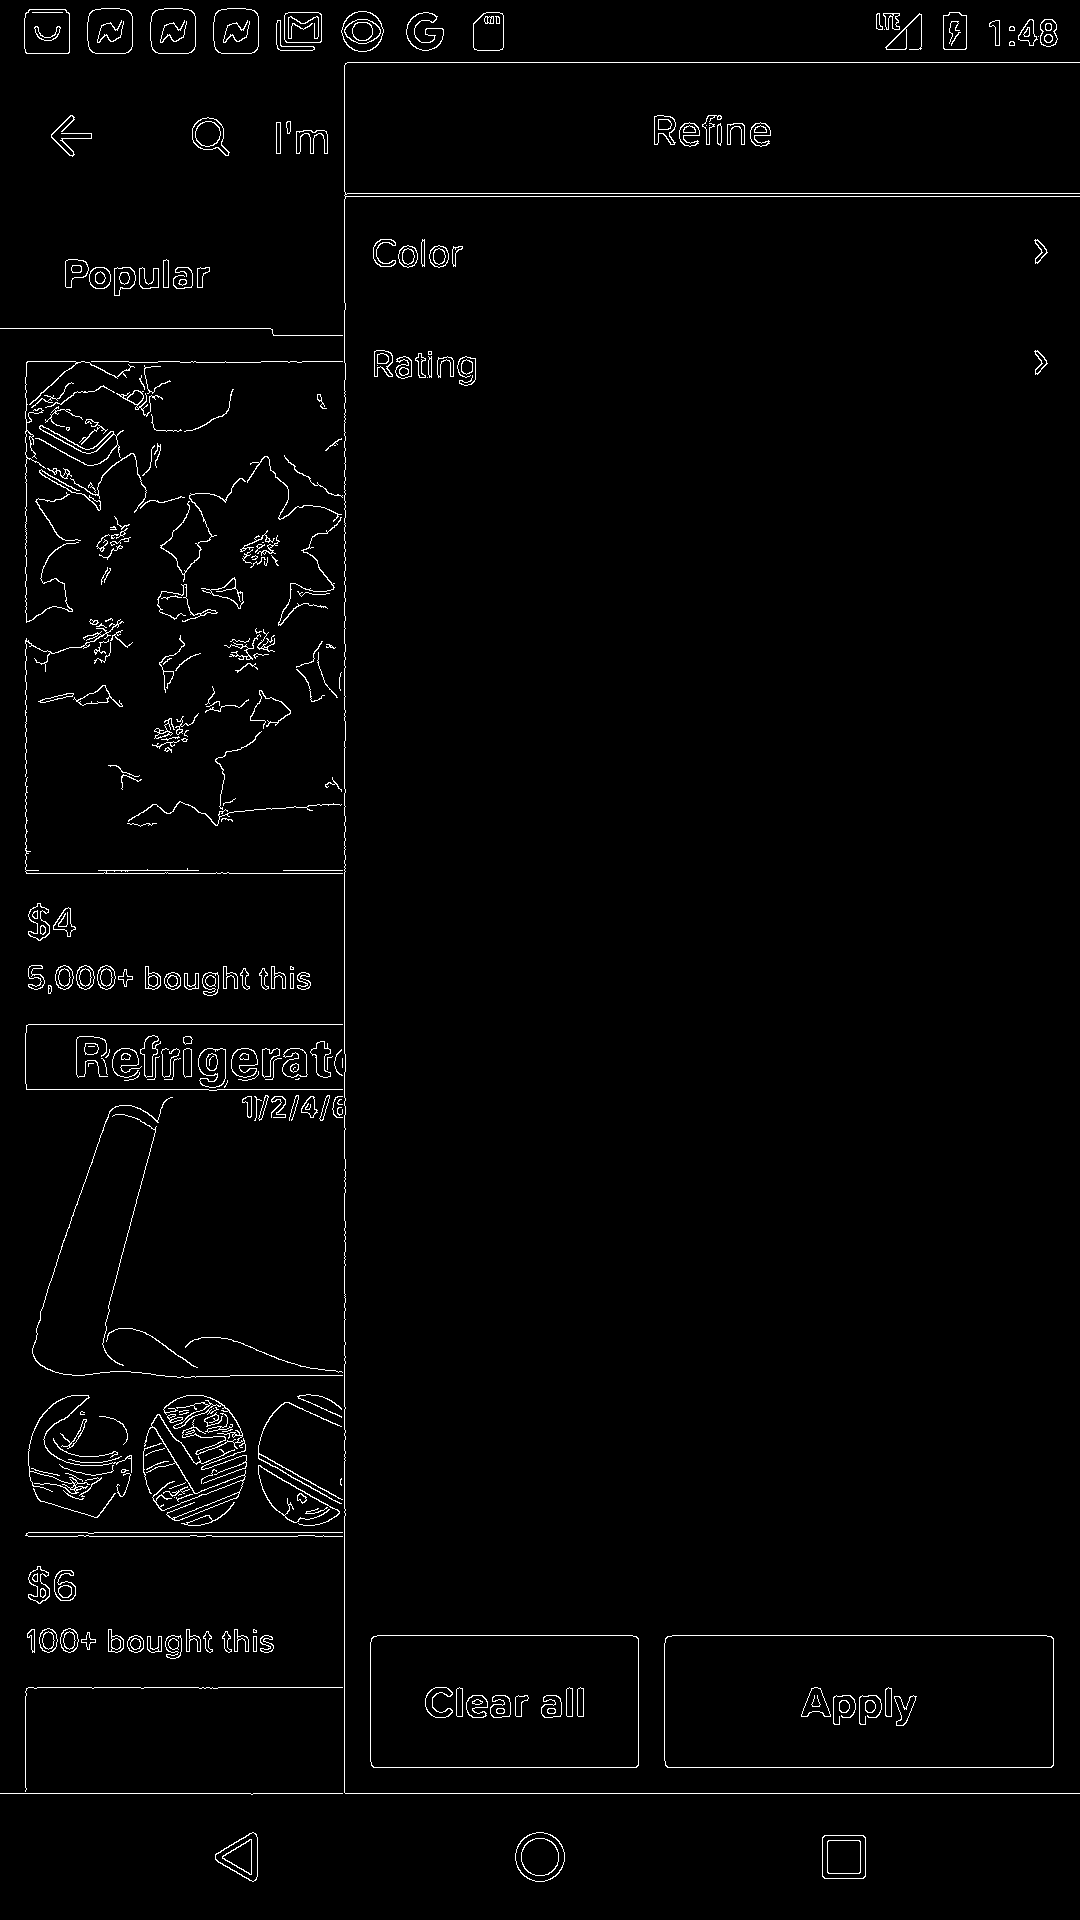 LTE 1:48
I'm
Refine
Popular
Color
Rating
$4
5,000+ bought this
1/2/4/
$6
100+ bought this
Clear all
Apply